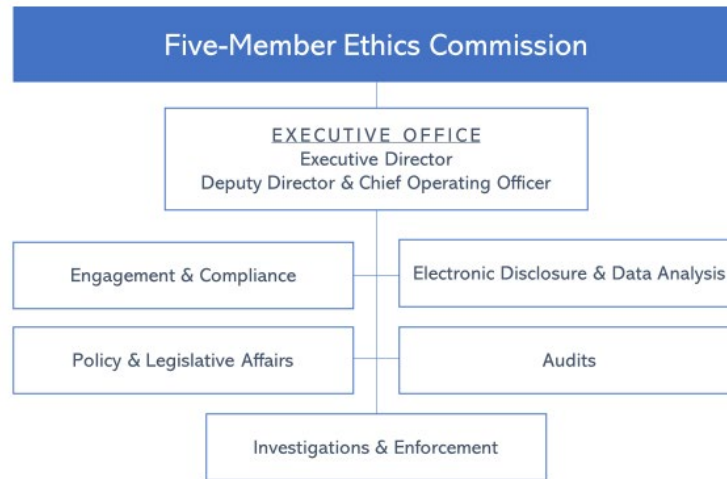 Five-Member Ethics Commission
EXECUTIVE OFFICE
Executive Director
Deputy Director & Chief Operating Officer
Engagement & Compliance
Electronic Disclosure & Data Analysis
Policy & Legislative Affairs
Audits
Investigations & Enforcement